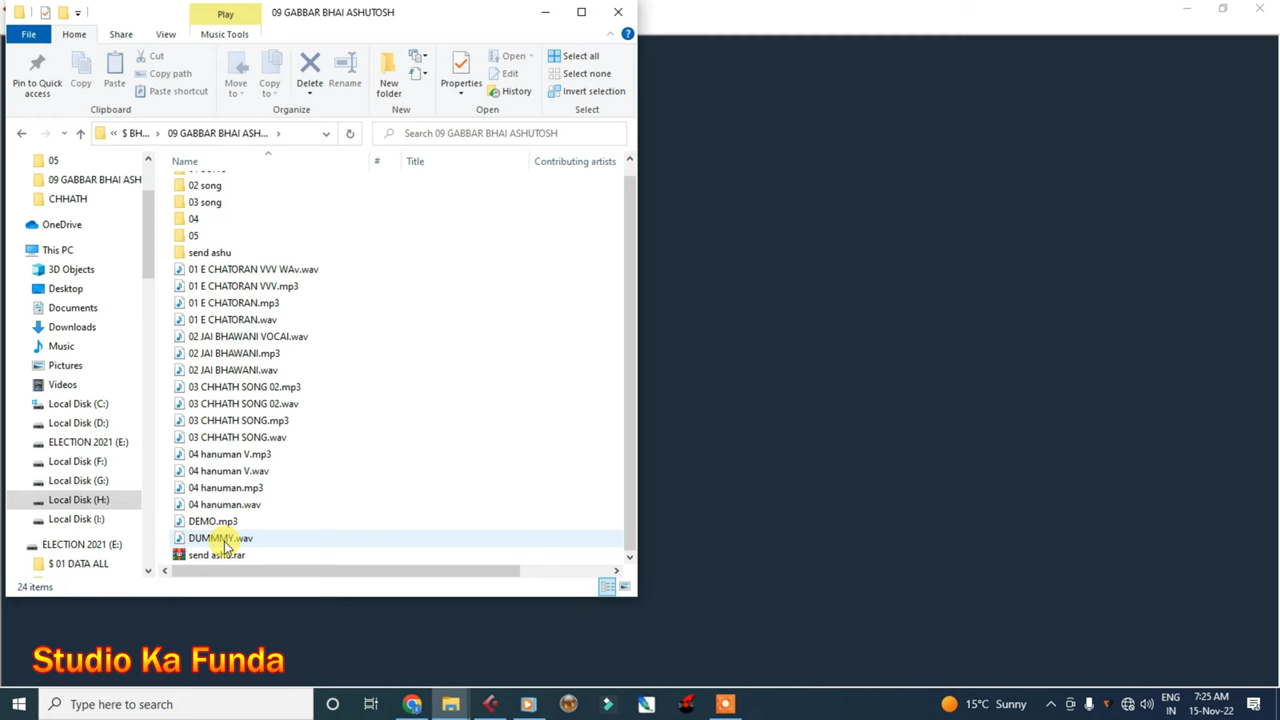 Play
09 GABBAR BHAI ASHUTOSH
File
Home
Share
View
Music Tools
Pin to Quick access
Copy
Paste
Cut
Copy path
Paste shortcut
Clipboard
Move to
Copy to
Delete
Rename
Organize
New folder
New
Properties
Open
Edit
History
Open
Select all
Select none
Invert selection
Select
« $ BH... > 09 GABBAR BHAI ASH... >
Search 09 GABBAR BHAI ASHUTOSH
05
09 GABBAR BHAI ASH
CHHATH
OneDrive
This PC
3D Objects
Desktop
Documents
Downloads
Music
Pictures
Videos
Local Disk (C:)
Local Disk (D:)
ELECTION 2021 (E:)
Local Disk (F:)
Local Disk (G:)
Local Disk (H:)
Local Disk (I:)
ELECTION 2021 (E:)
$ 01 DATA ALL
Name
#
Title
Contributing artists
02 song
03 song
04
05
send ashu
01 E CHATORAN VVV WAv.wav
01 E CHATORAN VVV.mp3
01 E CHATORAN.mp3
01 E CHATORAN.wav
02 JAI BHAWANI VOCAl.wav
02 JAI BHAWANI.mp3
02 JAI BHAWANI.wav
03 CHHATH SONG 02.mp3
03 CHHATH SONG 02.wav
03 CHHATH SONG.mp3
03 CHHATH SONG.wav
04 hanuman V.mp3
04 hanuman V.wav
04 hanuman.mp3
04 hanuman.wav
DEMO.mp3
DUMMMY.wav
send ashu.rar
24 items
Studio Ka Funda
Type here to search
15°C Sunny
ENG
IN
7:25 AM
15-Nov-22